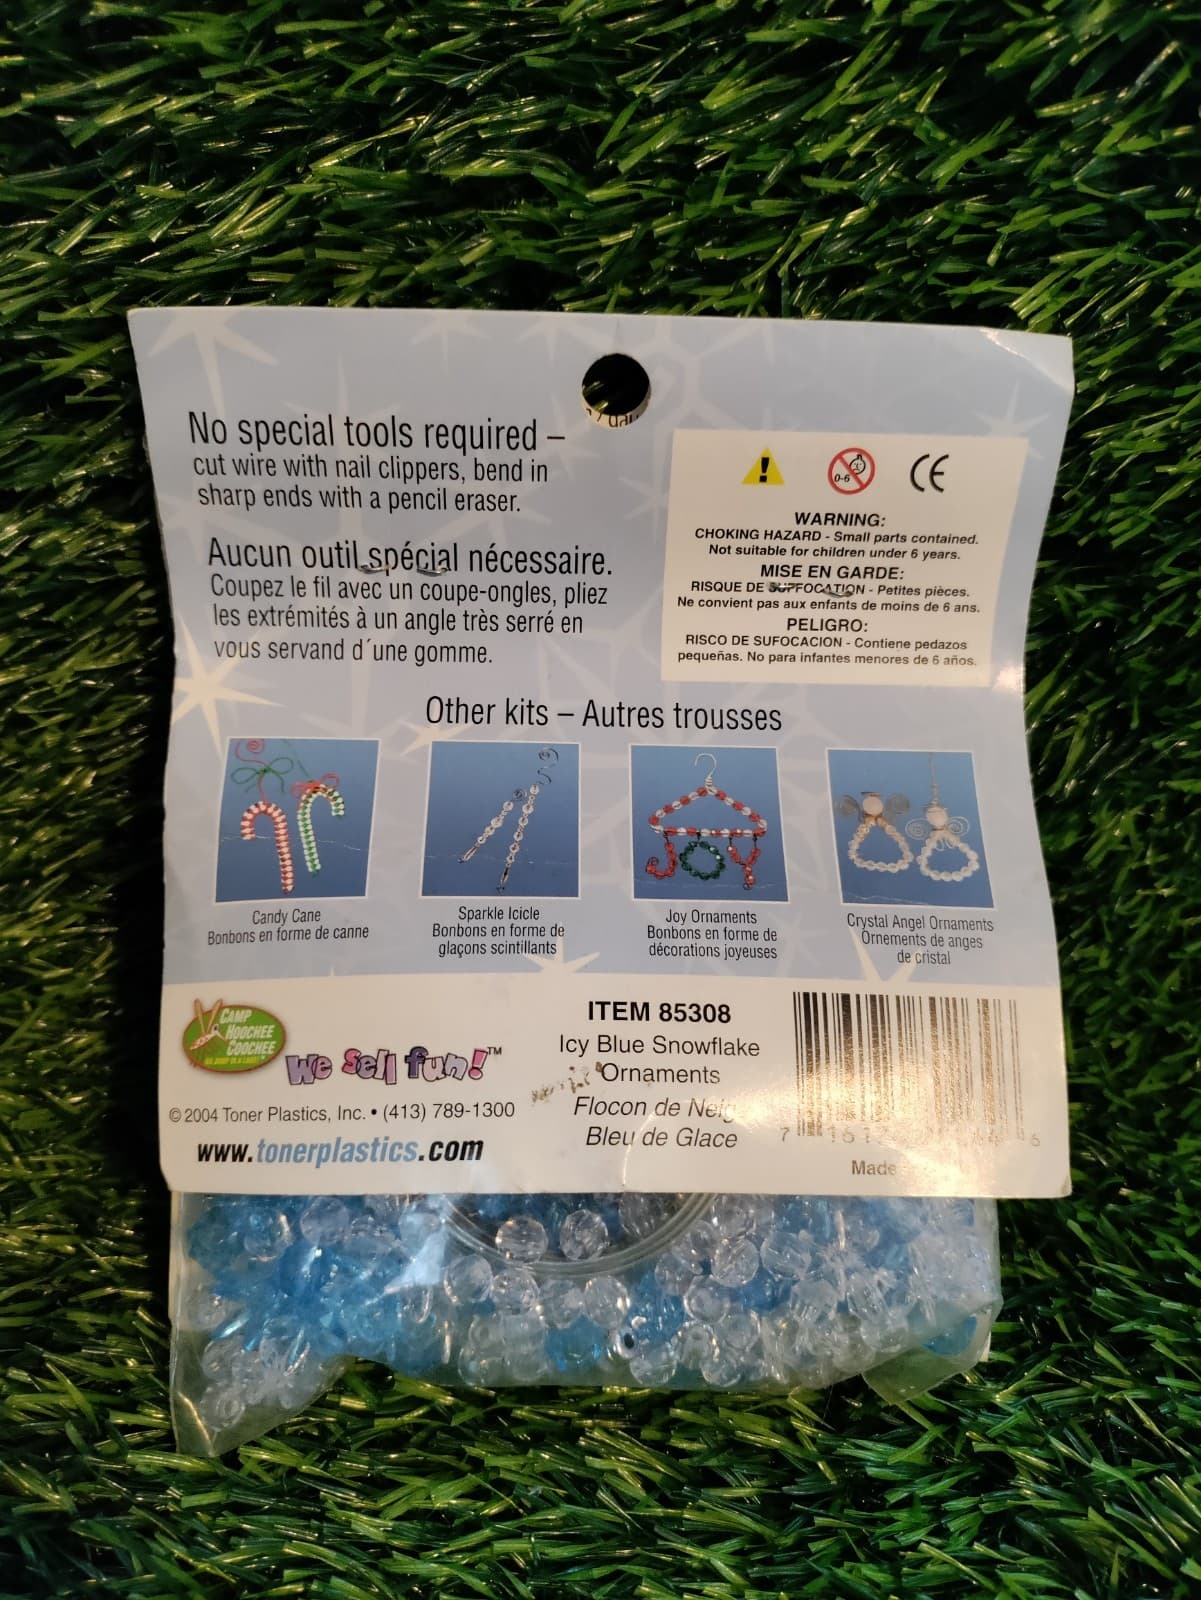 No special tools required –
cut wire with nail clippers, bend in
sharp ends with a pencil eraser.
Aucun outil spécial nécessaire.
Coupez le fil avec un coupe-ongles, pliez
les extrémités à un angle très serré en
vous servand d´une gomme.
0-6
CE
WARNING:
CHOKING HAZARD - Small parts contained.
Not suitable for children under 6 years.
MISE EN GARDE:
RISQUE DE SUFFOCATION - Petites pièces.
Ne convient pas aux enfants de moins de 6 ans.
PELIGRO:
RISCO DE SUFOCACION - Contiene pedazos
pequeñas. No para infantes menores de 6 años.
Other kits – Autres trousses
JOY
Candy Cane
Bonbons en forme de canne
Sparkle Icicle
Bonbons en forme de
glaçons scintillants
Joy Ornaments
Bonbons en forme de
décorations joyeuses
Crystal Angel Ornaments
Ornements de anges
de cristal
CAMP
HOOCHEE
COOCHEE
We Sell fun!™
© 2004 Toner Plastics, Inc. • (413) 789-1300
www.tonerplastics.com
ITEM 85308
Icy Blue Snowflake
Ornaments
Flocon de Neig
Bleu de Glace
Made